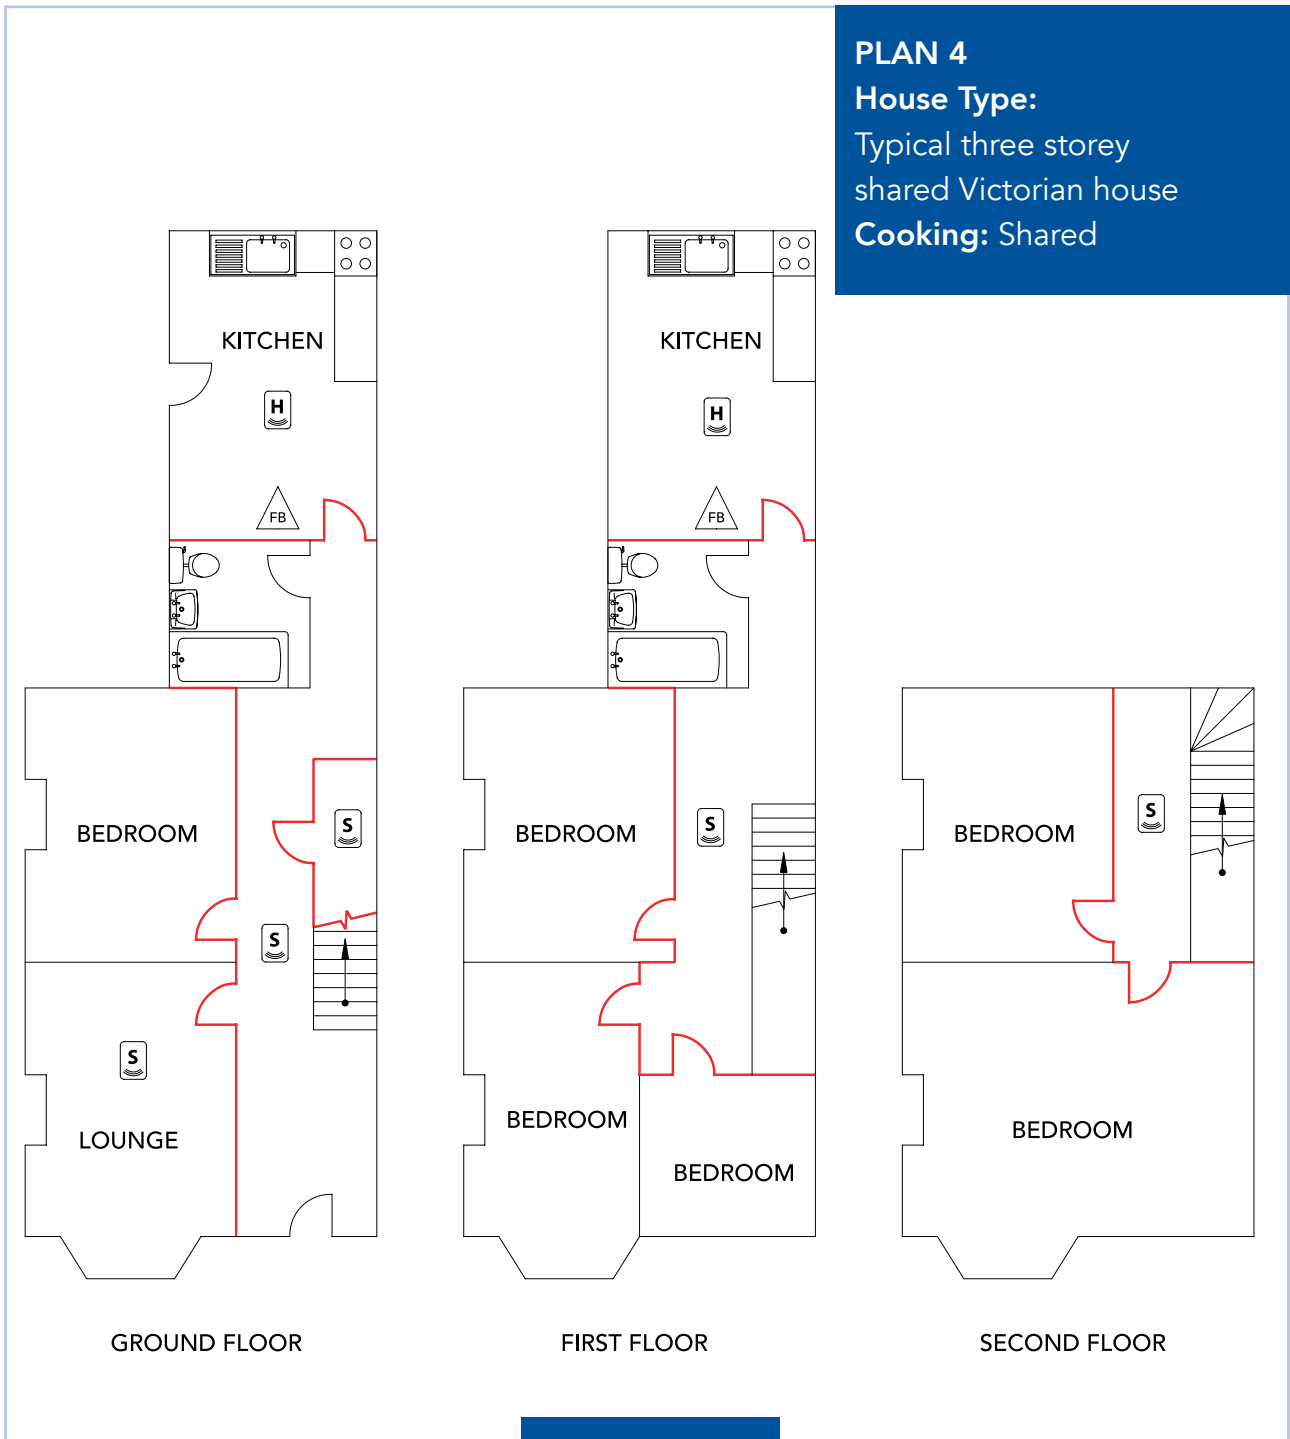 PLAN 4
House Type:
Typical three storey
shared Victorian house
Cooking: Shared
KITCHEN
H
FB
BEDROOM
S
S
S
LOUNGE
GROUND FLOOR
KITCHEN
H
FB
BEDROOM
S
BEDROOM
BEDROOM
FIRST FLOOR
BEDROOM
S
BEDROOM
SECOND FLOOR